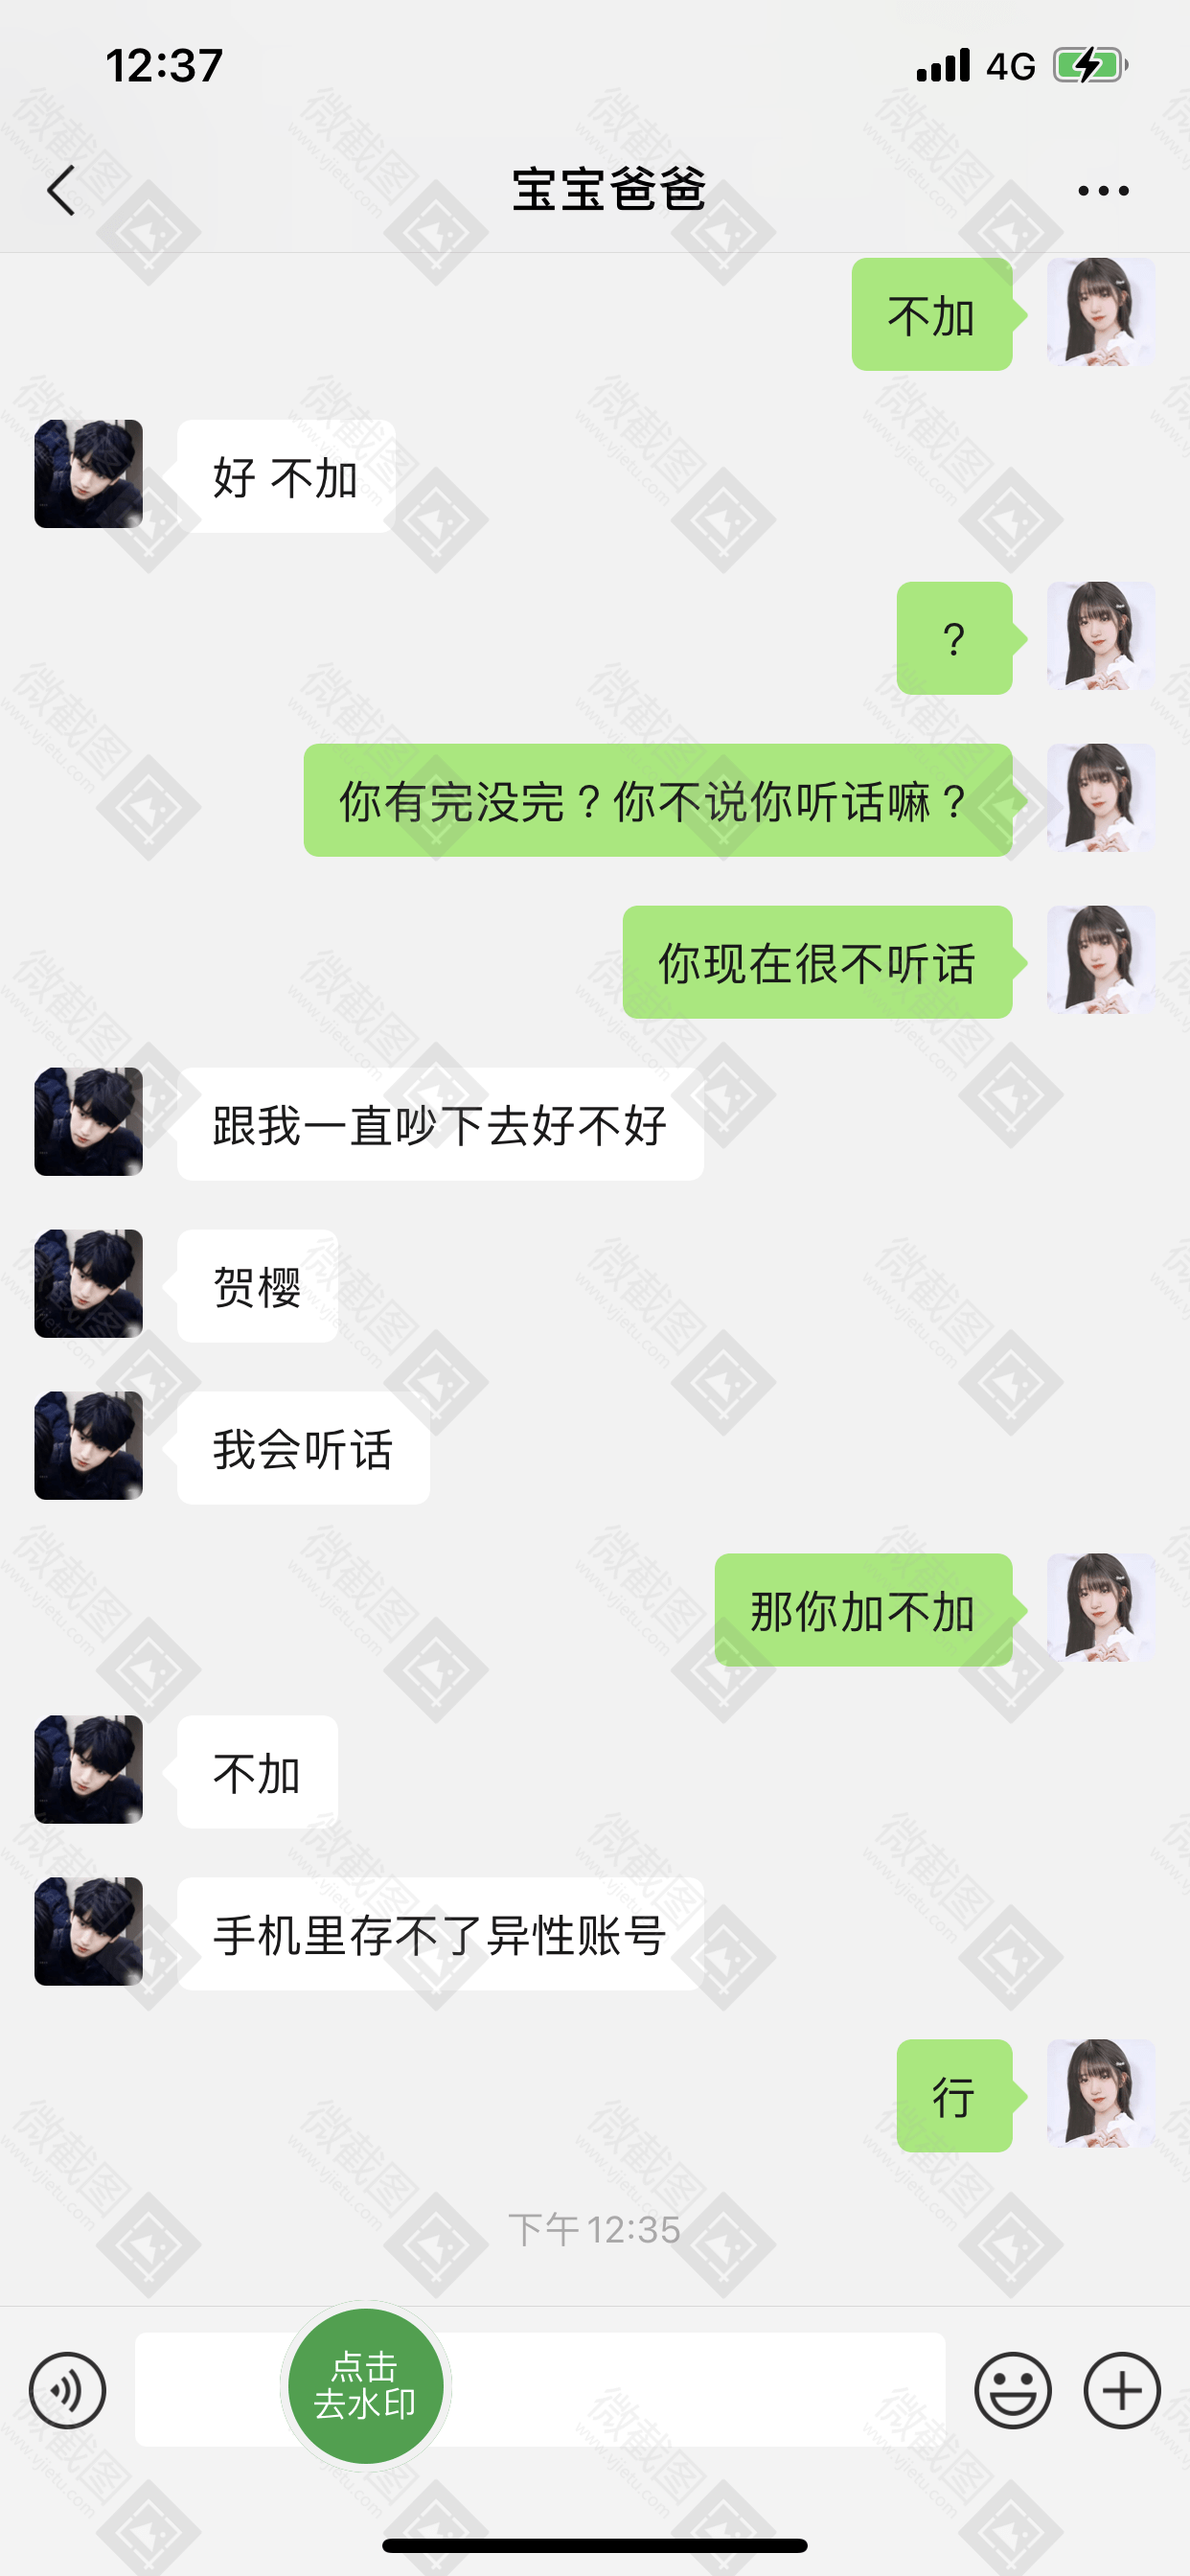 12:37
4G
宝宝爸爸
不加
好 不加
?
你有完没完?你不说你听话嘛?
你现在很不听话
跟我一直吵下去好不好
贺樱
我会听话
那你加不加
不加
手机里存不了异性账号
行
下午12:35
点击
去水印
微截图
www.vjietu.com